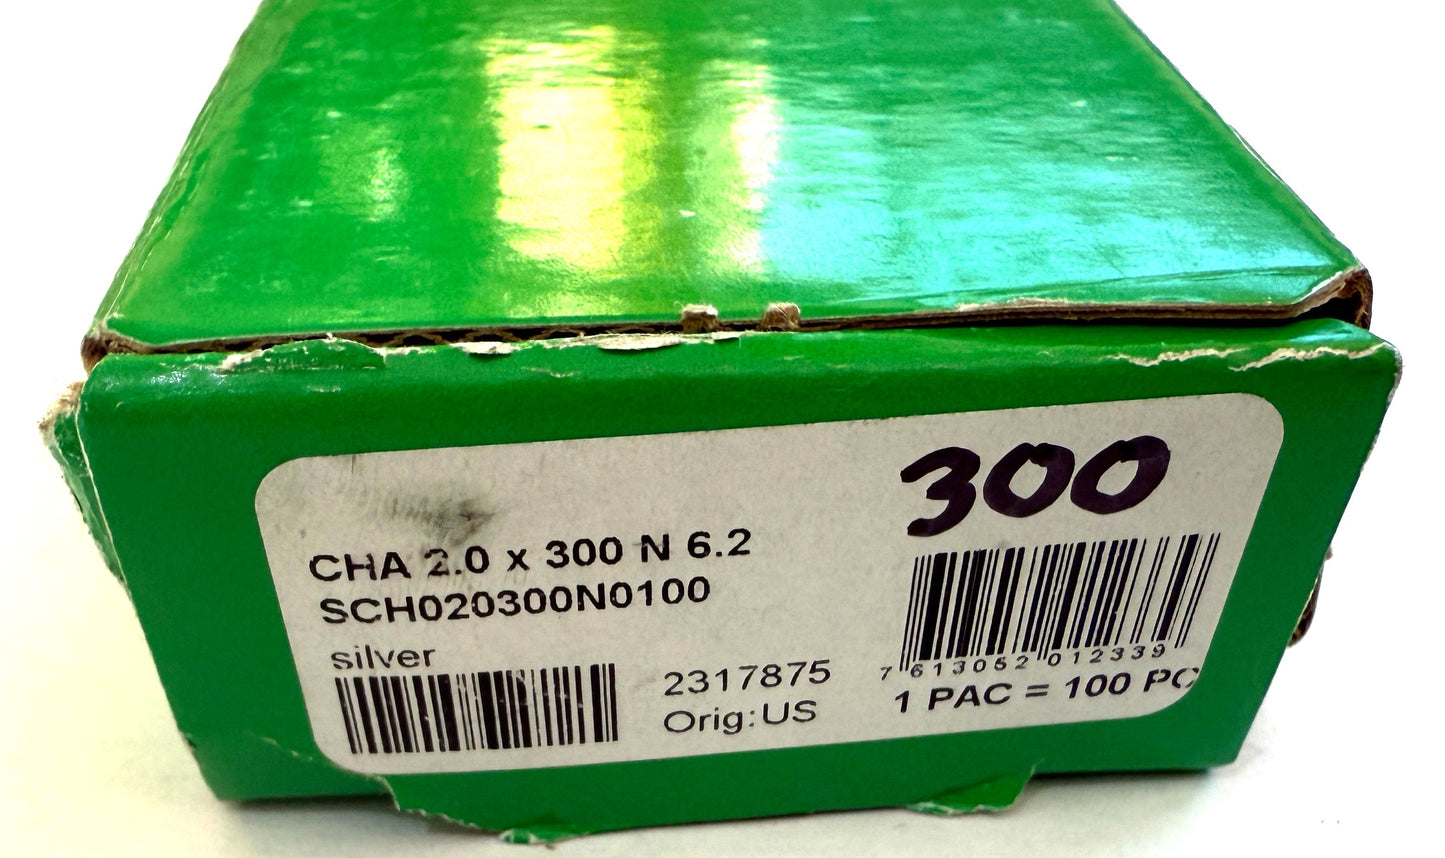 300
CHA 2.0 x 300 N 6.2
SCH020300N0100
silver
2317875
Orig:US
7 613052 012339
1 PAC = 100 PC